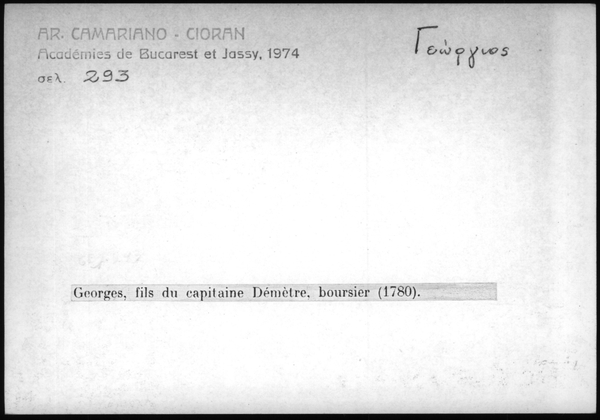 AR. CAMARIANO - CIORAN
Académies de Bucarest et Jassy, 1974
σελ. 293
Γεώργιος
Georges, fils du capitaine Démètre, boursier (1780).